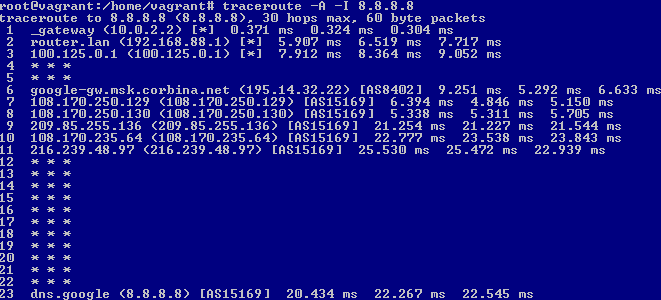 root@vagrant:/home/vagrant# traceroute -A -I 8.8.8.8
traceroute to 8.8.8.8 (8.8.8.8), 30 hops max, 60 byte packets
1 _gateway (10.0.2.2) [*] 0.371 ms 0.324 ms 0.304 ms
2 router.lan (192.168.88.1) [*] 5.907 ms 6.519 ms 7.717 ms
3 100.125.0.1 (100.125.0.1) [*] 7.912 ms 8.364 ms 9.052 ms
4 * * *
5 * * *
6 google-gw.msk.corbina.net (195.14.32.22) [AS8402] 9.251 ms 5.292 ms 6.633 ms
7 108.170.250.129 (108.170.250.129) [AS15169] 6.394 ms 4.846 ms 5.150 ms
8 108.170.250.130 (108.170.250.130) [AS15169] 5.338 ms 5.311 ms 5.705 ms
9 209.85.255.136 (209.85.255.136) [AS15169] 21.254 ms 21.227 ms 21.544 ms
10 108.170.235.64 (108.170.235.64) [AS15169] 22.777 ms 23.538 ms 23.843 ms
11 216.239.48.97 (216.239.48.97) [AS15169] 25.530 ms 25.472 ms 22.939 ms
12 * * *
13 * * *
14 * * *
15 * * *
16 * * *
17 * * *
18 * * *
19 * * *
20 * * *
21 * * *
22 * * *
23 dns.google (8.8.8.8) [AS15169] 20.434 ms 22.267 ms 22.545 ms